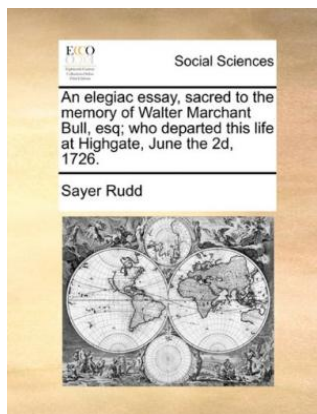 ECCO
Social Sciences
An elegiac essay, sacred to the
memory of Walter Marchant
Bull, esq; who departed this life
at Highgate, June the 2d,
1726.
Sayer Rudd